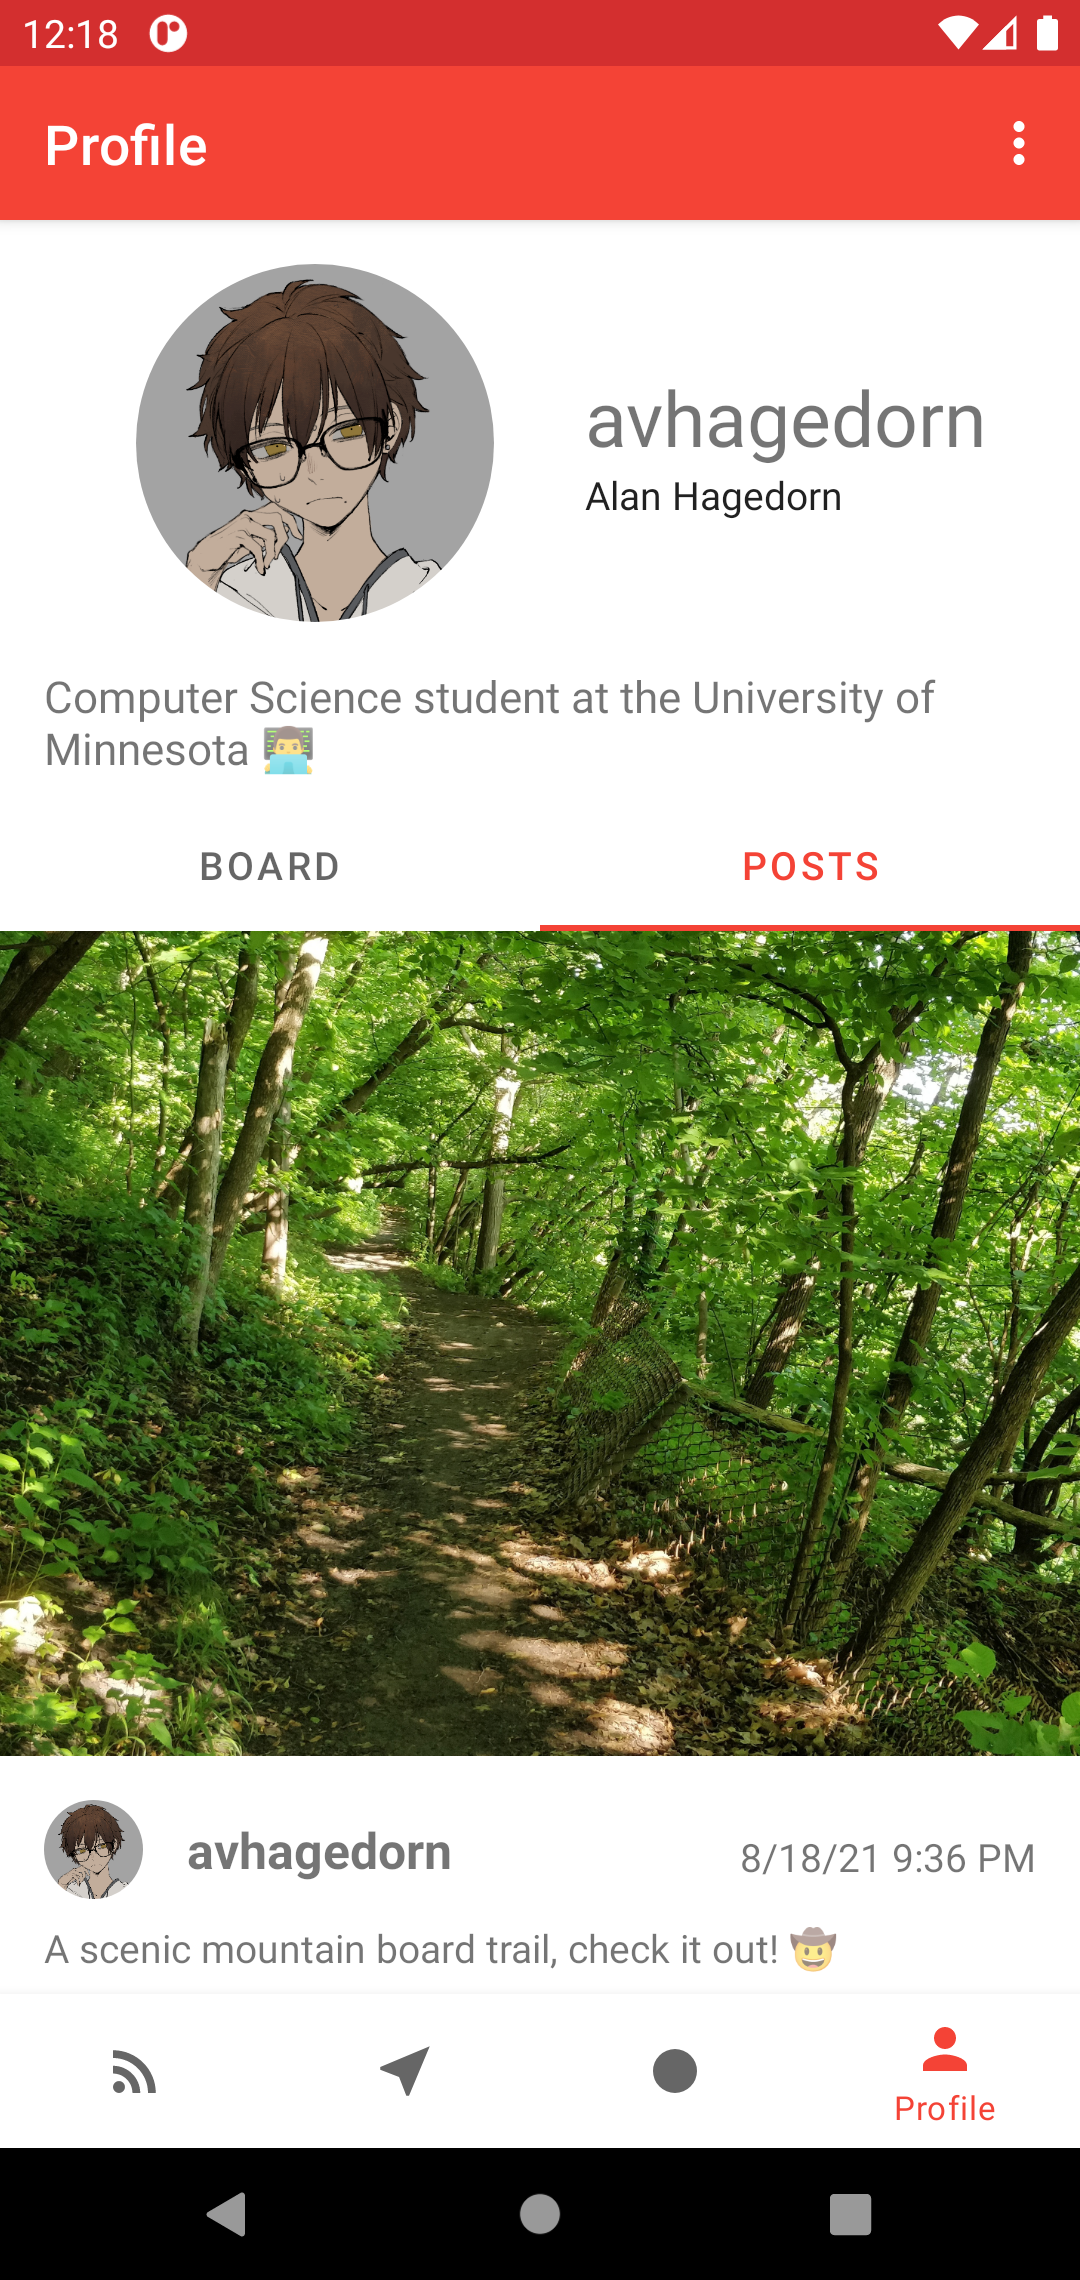 12:18
Profile
avhagedorn
Alan Hagedorn
Computer Science student at the University of
Minnesota 👨‍💻
BOARD
POSTS
avhagedorn
8/18/21 9:36 PM
A scenic mountain board trail, check it out! 🤠
Profile